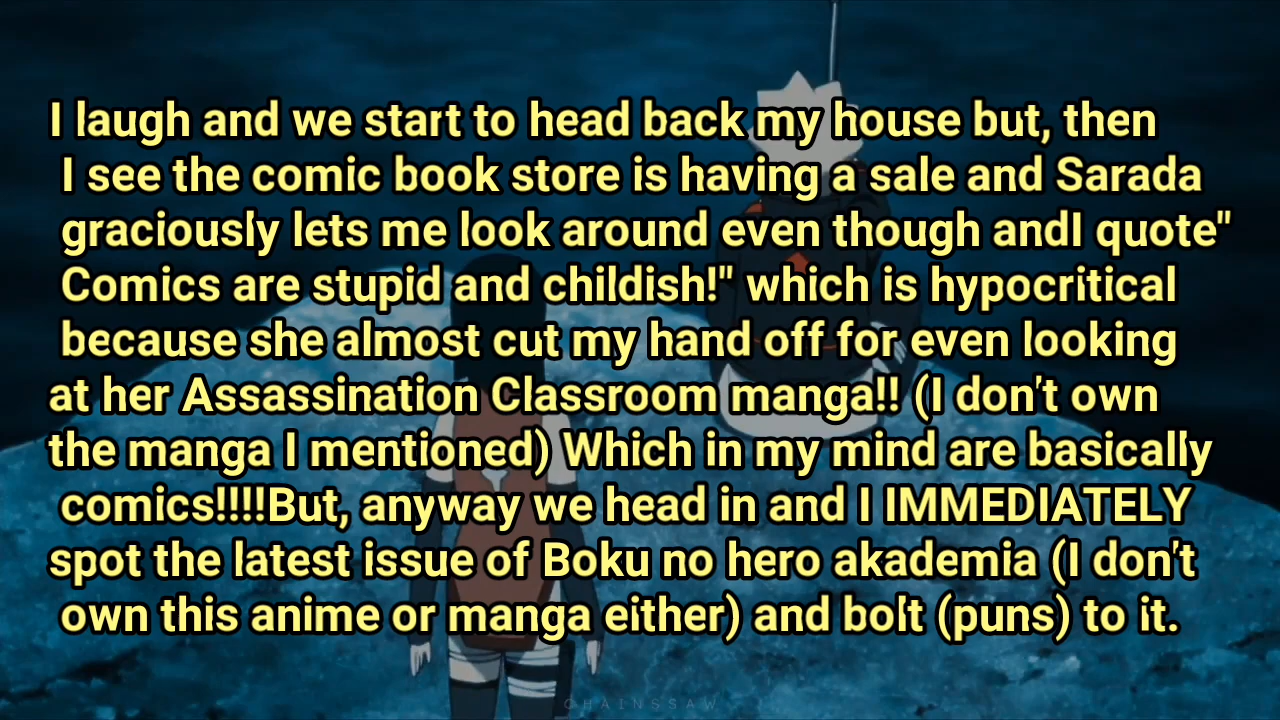 I laugh and we start to head back my house but, then
I see the comic book store is having a sale and Sarada
graciously lets me look around even though andI quote"
Comics are stupid and childish!" which is hypocritical
because she almost cut my hand off for even looking
at her Assassination Classroom manga!! (I don't own
the manga I mentioned) Which in my mind are basically
comics!!!!But, anyway we head in and I IMMEDIATELY
spot the latest issue of Boku no hero akademia (I don't
own this anime or manga either) and bolt (puns) to it.
CHAINSSAW